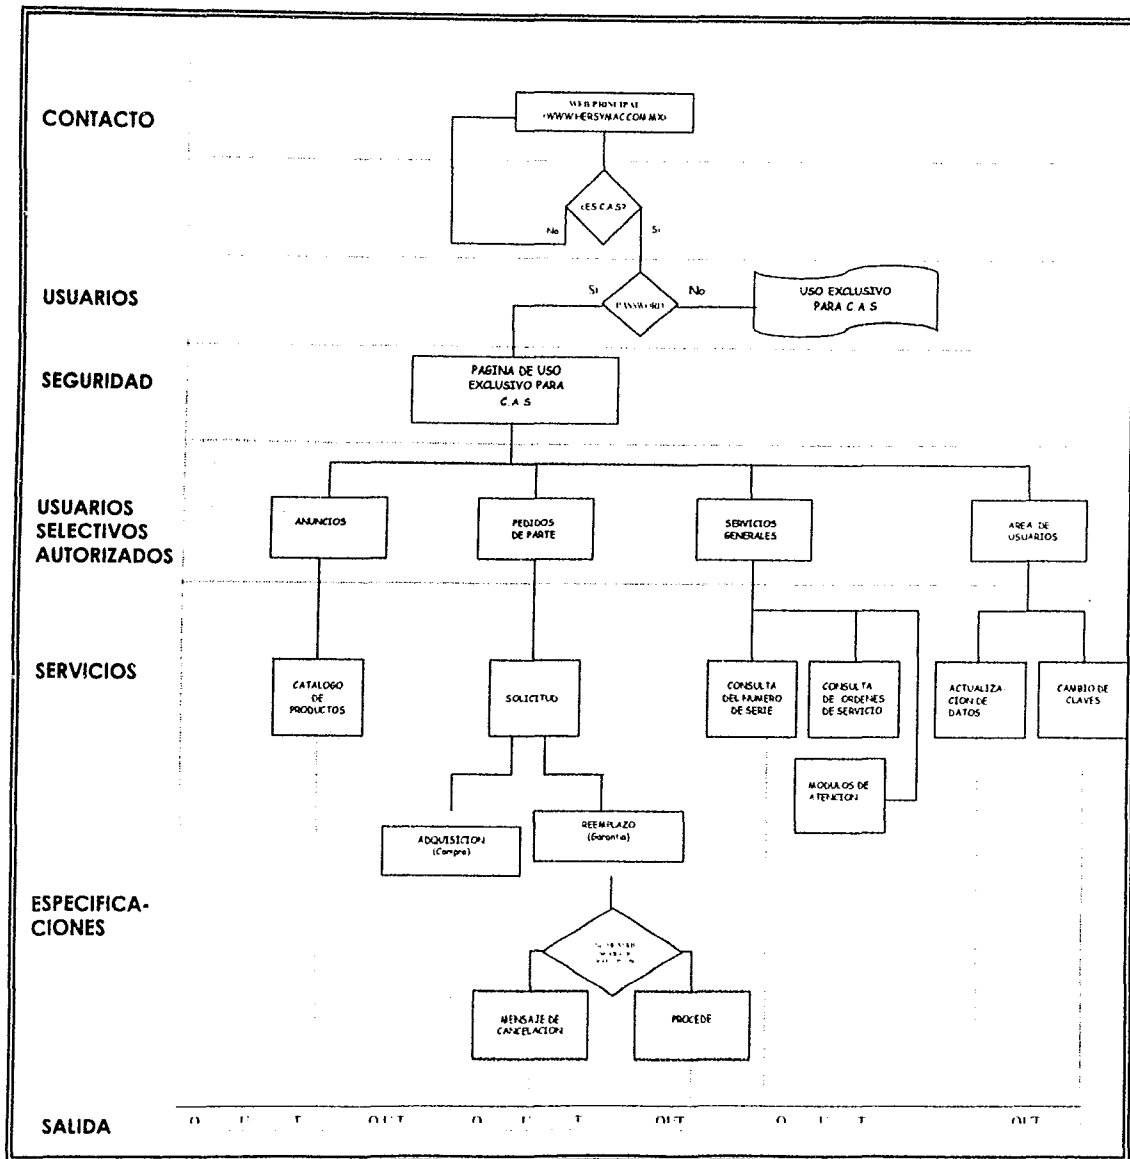 CONTACTO
WEB PRINCIPAL
(WWW.HERSYMAC.COM.MX)
¿ES C.A.S?
No
Si
USUARIOS
Si
PASSWORD
No
USO EXCLUSIVO
PARA C.A S
SEGURIDAD
PAGINA DE USO
EXCLUSIVO PARA
C.A S
USUARIOS
SELECTIVOS
AUTORIZADOS
ANUNCIOS
PEDIDOS
DE PARTE
SERVICIOS
GENERALES
AREA DE
USUARIOS
SERVICIOS
CATALOGO
DE
PRODUCTOS
SOLICITUD
CONSULTA
DEL NUMERO
DE SERIE
CONSULTA
DE ORDENES
DE SERVICIO
ACTUALIZA
CION DE
DATOS
CAMBIO DE
CLAVES
MODULOS DE
ATENCION
ADQUISICION
(Compra)
REEMPLAZO
(Garantia)
ESPECIFICA-
CIONES
MENSAJE DE
CANCELACION
PROCEDE
SALIDA